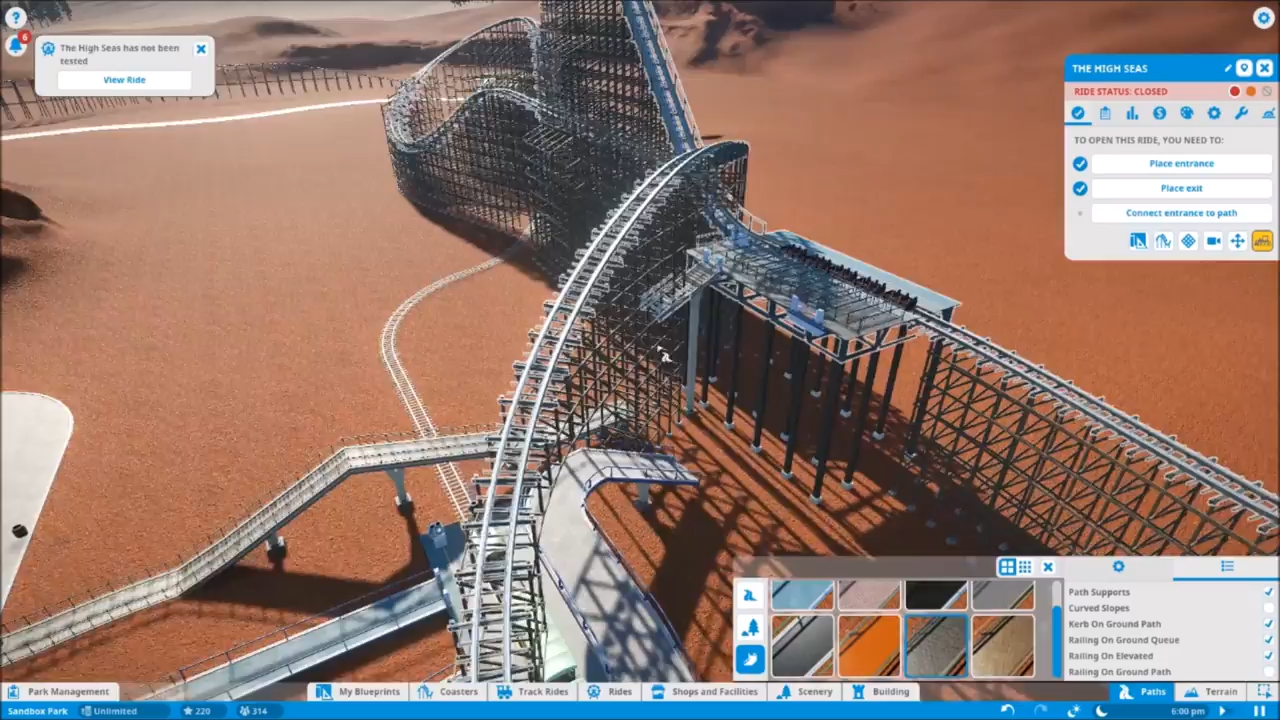 ?
6
The High Seas has not been
tested
View Ride
THE HIGH SEAS
RIDE STATUS: CLOSED
TO OPEN THIS RIDE, YOU NEED TO:
Place entrance
Place exit
Connect entrance to path
Path Supports
Curved Slopes
Kerb On Ground Path
Railing On Ground Queue
Railing On Elevated
Railing On Ground Path
Park Management
My Blueprints
Coasters
Track Rides
Rides
Shops and Facilities
Scenery
Building
Paths
Terrain
Sandbox Park
Unlimited
220
314
6:00 pm